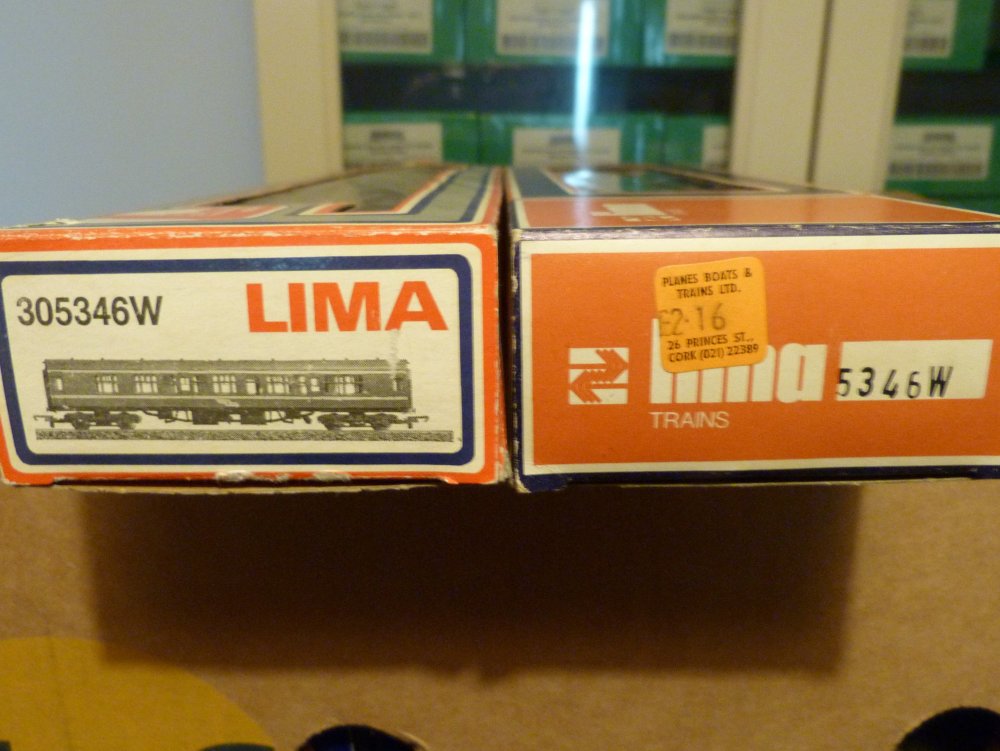 305346W
LIMA
PLANES BOATS &
TRAINS LTD.
£2·16
26 PRINCES ST.,
CORK (021) 22389
lima
5346W
TRAINS